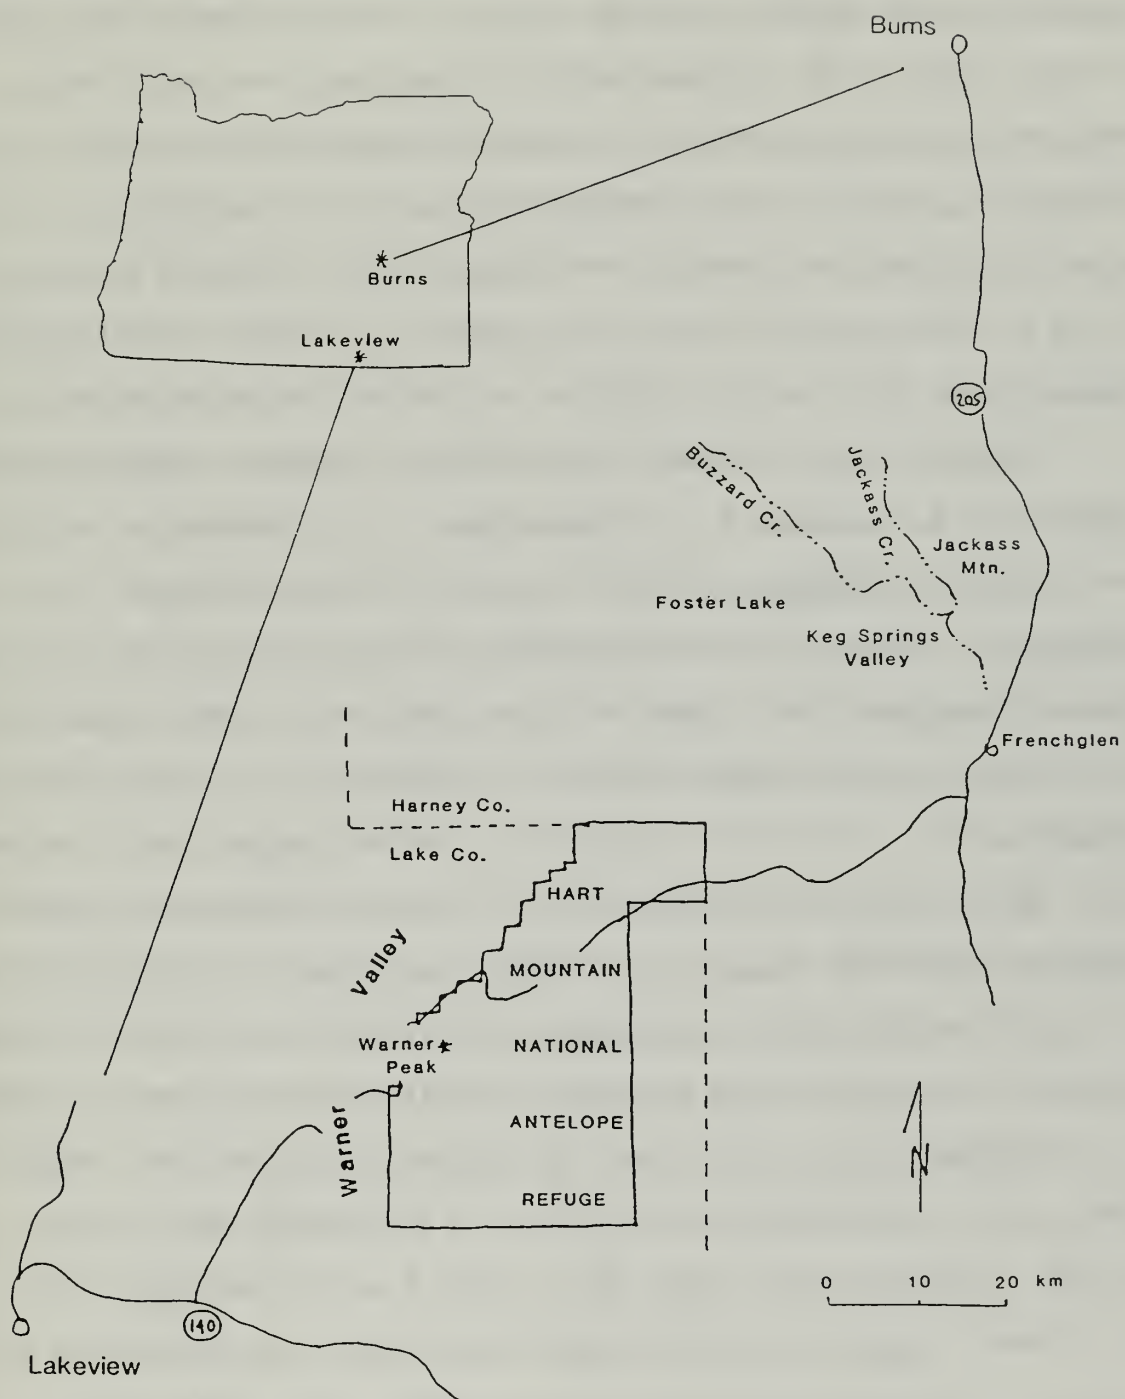 Burns
Burns
Lakeview
205
Buzzard Cr.
Jackass Cr.
Jackass
Mtn.
Foster Lake
Keg Springs
Valley
Frenchglen
Harney Co.
Lake Co.
HART
MOUNTAIN
NATIONAL
ANTELOPE
REFUGE
Warner Valley
Warner
Peak
N
0 10 20 km
140
Lakeview